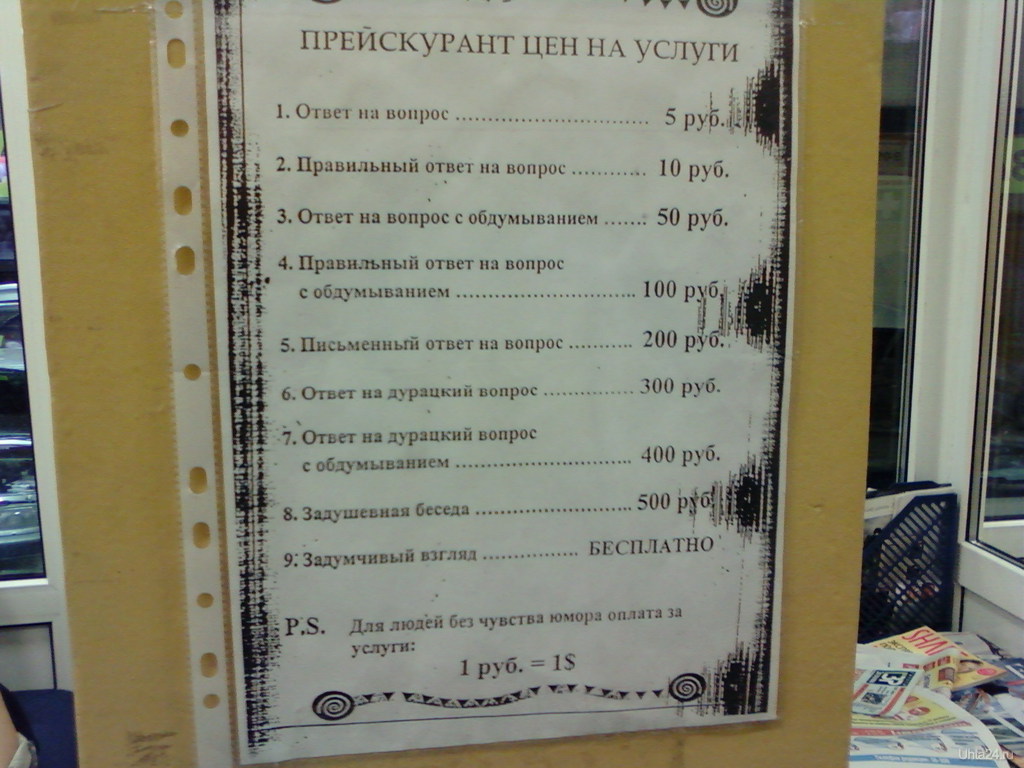 ПРЕЙСКУРАНТ ЦЕН НА УСЛУГИ
1. Ответ на вопрос ................................ 5 руб.
2. Правильный ответ на вопрос ............ 10 руб.
3. Ответ на вопрос с обдумыванием ....... 50 руб.
4. Правильный ответ на вопрос
с обдумыванием .............................. 100 руб.
5. Письменный ответ на вопрос .......... 200 руб.
6. Ответ на дурацкий вопрос ............... 300 руб.
7. Ответ на дурацкий вопрос
с обдумыванием ............................. 400 руб.
8. Задушевная беседа .......................... 500 руб.
9. Задумчивый взгляд ................ БЕСПЛАТНО
P.S. Для людей без чувства юмора оплата за
услуги:
1 руб. = 1$
Uhta24.ru